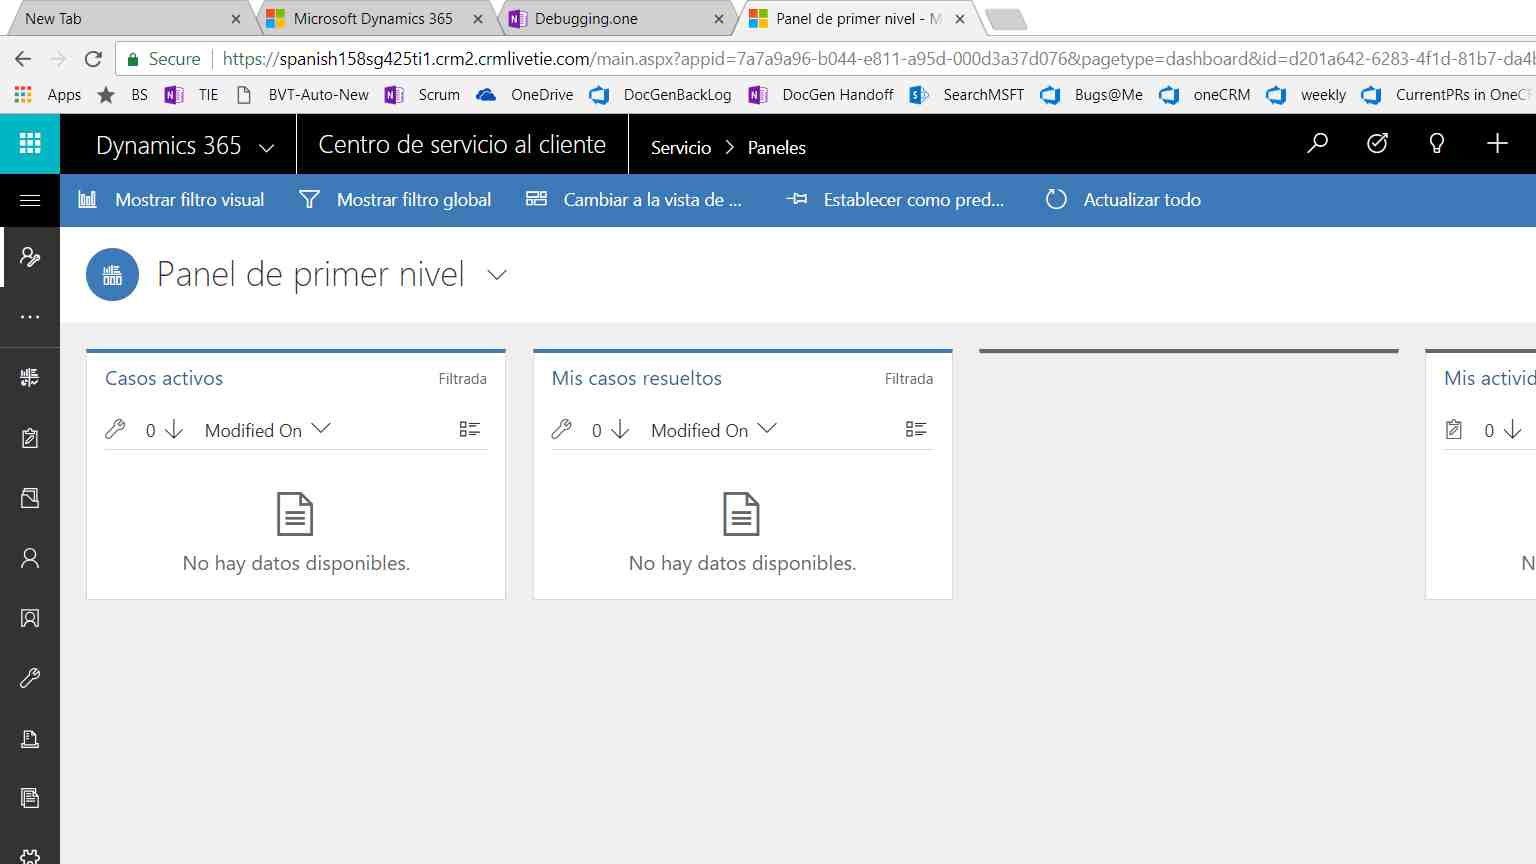 New Tab
Microsoft Dynamics 365
Debugging.one
Panel de primer nivel - M
Secure
https://spanish158sg425ti1.crm2.crmlivetie.com/main.aspx?appid=7a7a9a96-b044-e811-a95d-000d3a37d076&pagetype=dashboard&id=d201a642-6283-4f1d-81b7-da4b
Apps BS TIE BVT-Auto-New Scrum OneDrive DocGenBackLog DocGen Handoff SearchMSFT Bugs@Me oneCRM weekly CurrentPRs in OneCR
Dynamics 365 Centro de servicio al cliente Servicio > Paneles
Mostrar filtro visual Mostrar filtro global Cambiar a la vista de ... Establecer como pred... Actualizar todo
Panel de primer nivel
Casos activos Filtrada
0 Modified On
No hay datos disponibles.
Mis casos resueltos Filtrada
0 Modified On
No hay datos disponibles.
Mis activid
0
N